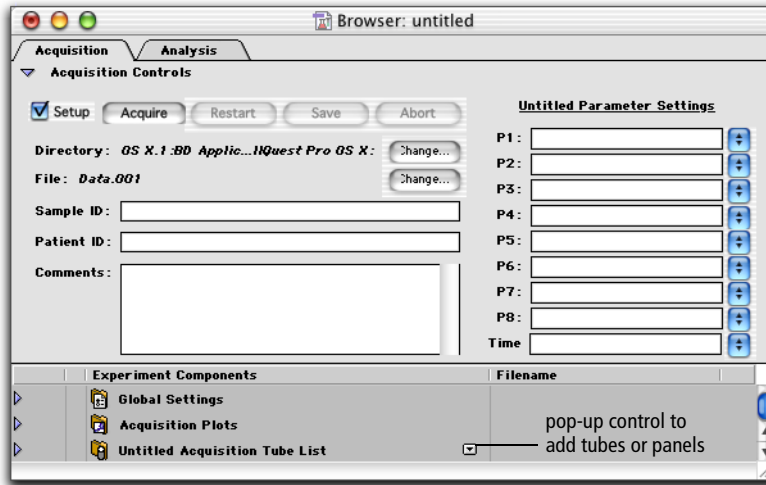 Browser: untitled
Acquisition Analysis
Acquisition Controls
Setup Acquire Restart Save Abort
Directory: OS X.1:BD Applic...llQuest Pro OS X: Change...
File: Data.001 Change...
Sample ID:
Patient ID:
Comments:
Untitled Parameter Settings
P1:
P2:
P3:
P4:
P5:
P6:
P7:
P8:
Time
Experiment Components Filename
Global Settings
Acquisition Plots
Untitled Acquisition Tube List
pop-up control to
add tubes or panels